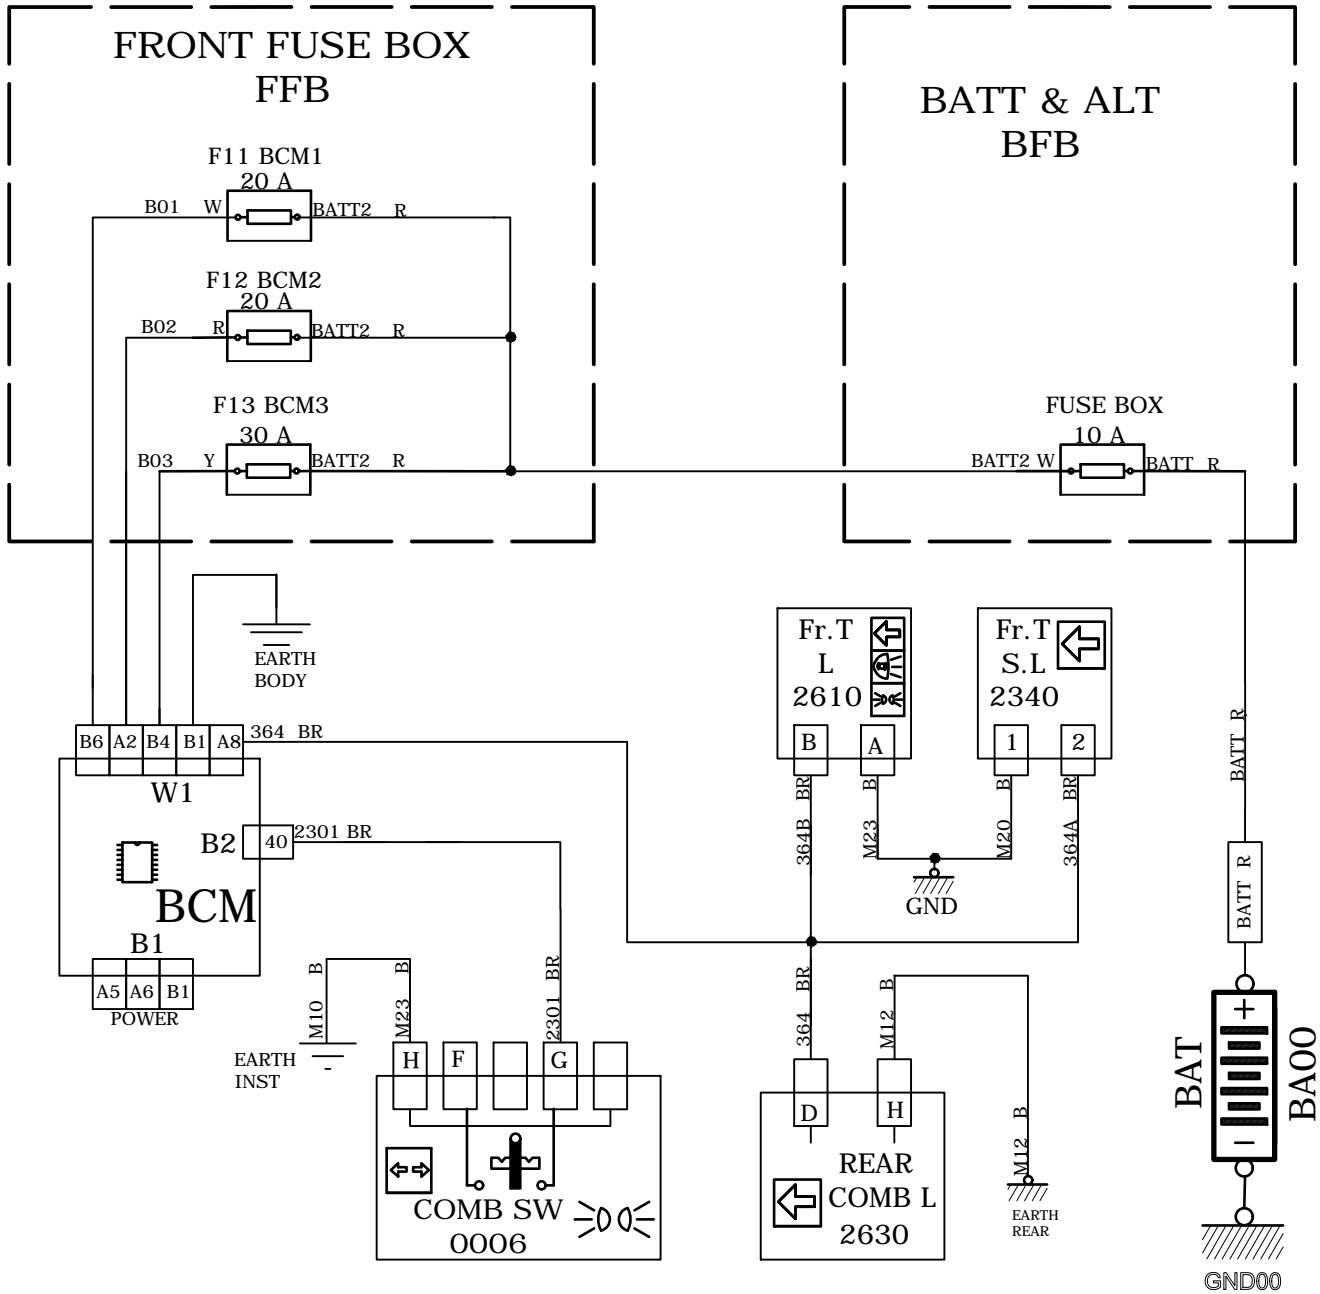 FRONT FUSE BOX
FFB
BATT & ALT
BFB
F11 BCM1
20 A
B01 W
BATT2 R
F12 BCM2
20 A
B02 R
BATT2 R
F13 BCM3
30 A
B03 Y
BATT2 R
FUSE BOX
10 A
BATT2 W
BATT R
EARTH
BODY
Fr.T
L
2610
B
A
Fr.T
S.L
2340
1
2
B6
A2
B4
B1
A8
364 BR
W1
B2
40
2301 BR
BCM
B1
A5
A6
B1
POWER
364B BR
M23 B
M20 B
364A BR
GND
BATT R
BATT R
M10 B
M23 B
2301 BR
EARTH
INST
H
F
G
COMB SW
0006
364 BR
M12 B
D
H
REAR
COMB L
2630
M12 B
EARTH
REAR
BAT
+
−
BA00
GND00